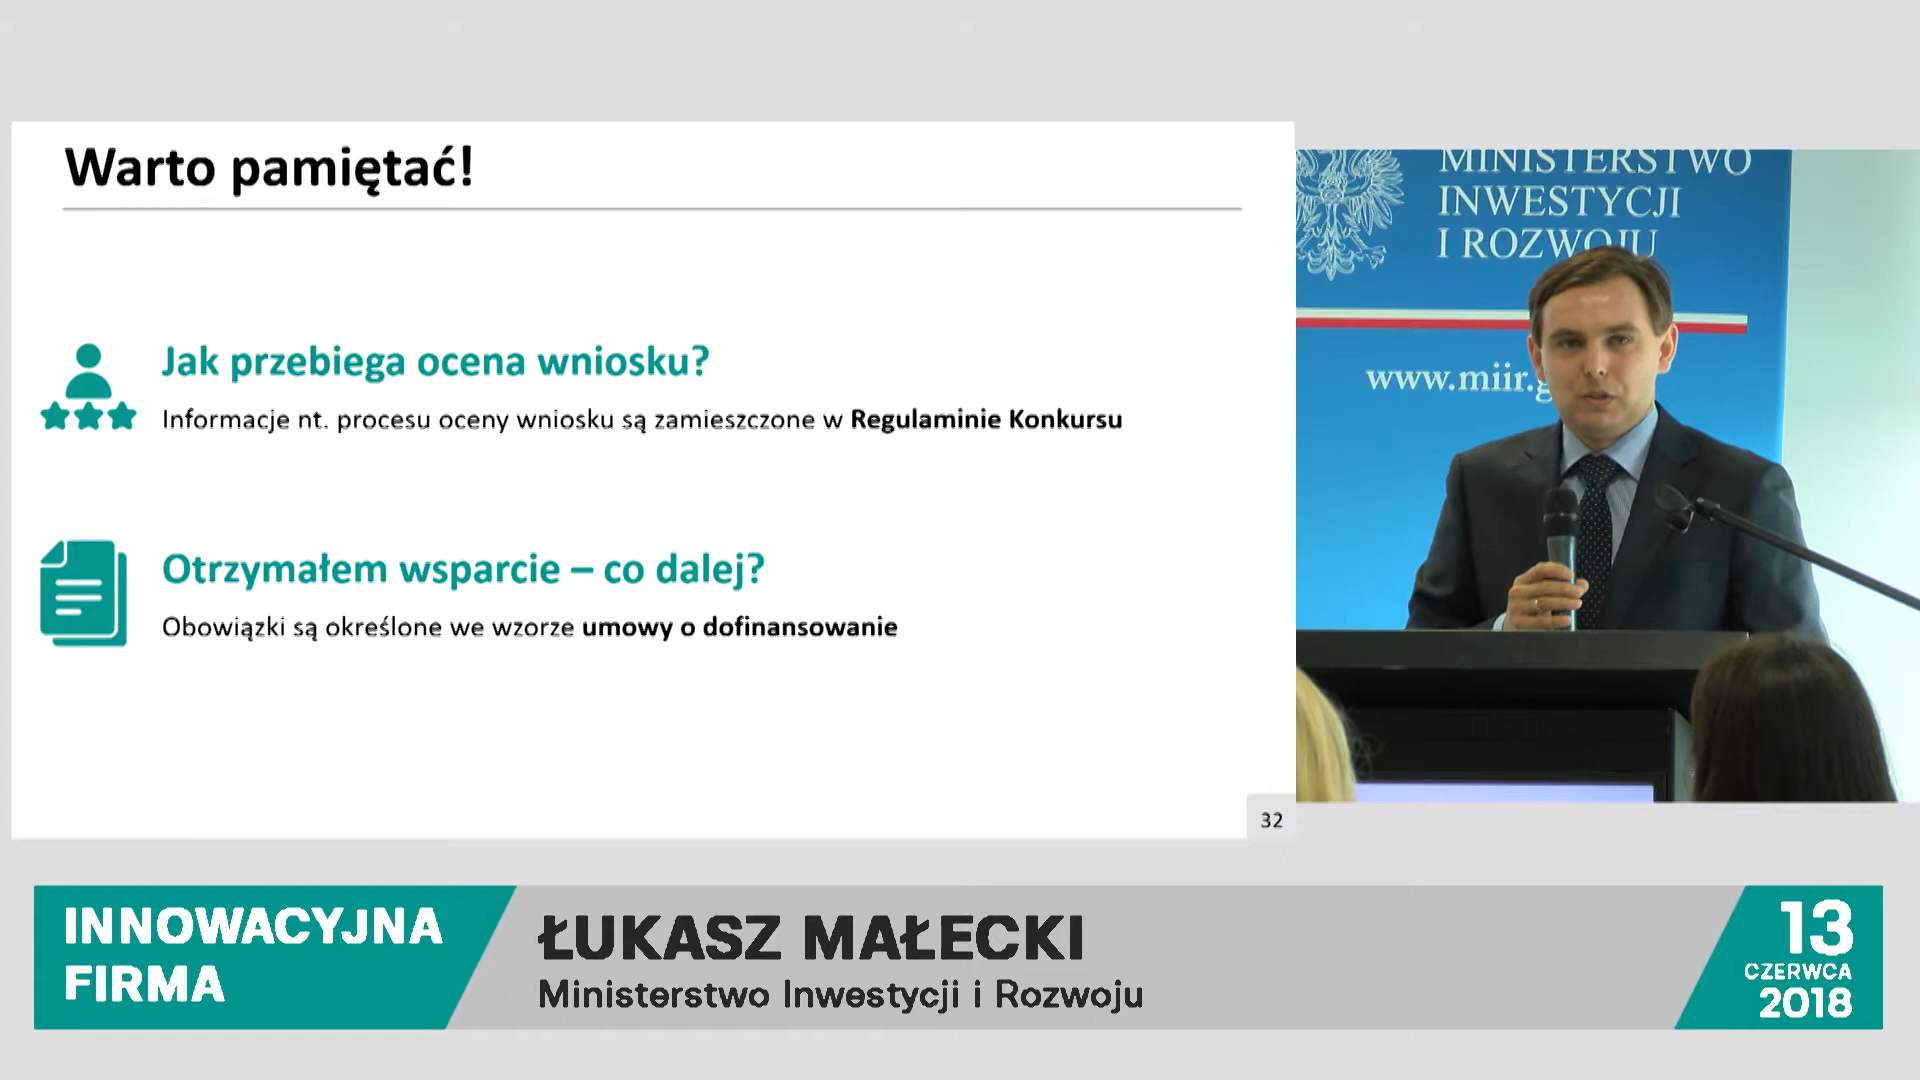 Warto pamiętać!
Jak przebiega ocena wniosku?
Informacje nt. procesu oceny wniosku są zamieszczone w Regulaminie Konkursu
Otrzymałem wsparcie – co dalej?
Obowiązki są określone we wzorze umowy o dofinansowanie
32
MINISTERSTWO
INWESTYCJI
I ROZWOJU
www.miir.g
INNOWACYJNA
FIRMA
ŁUKASZ MAŁECKI
Ministerstwo Inwestycji i Rozwoju
13
CZERWCA
2018